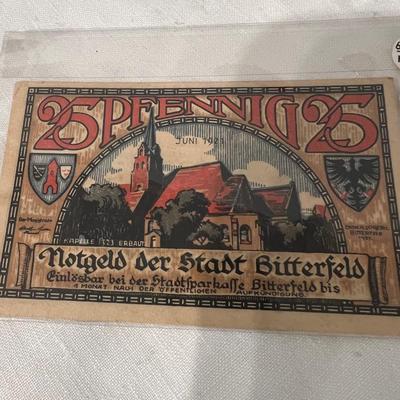 25 PFENNIG 25
JUNI 1921
Der Magistrat
KAPELLE 123 ERBAUT
Notgeld der Stadt Bitterfeld
Einlösbar bei der Stadtsparkasse Bitterfeld bis
1 MONAT NACH DER ÖFFENTLICHEN AUFKÜNDIGUNG